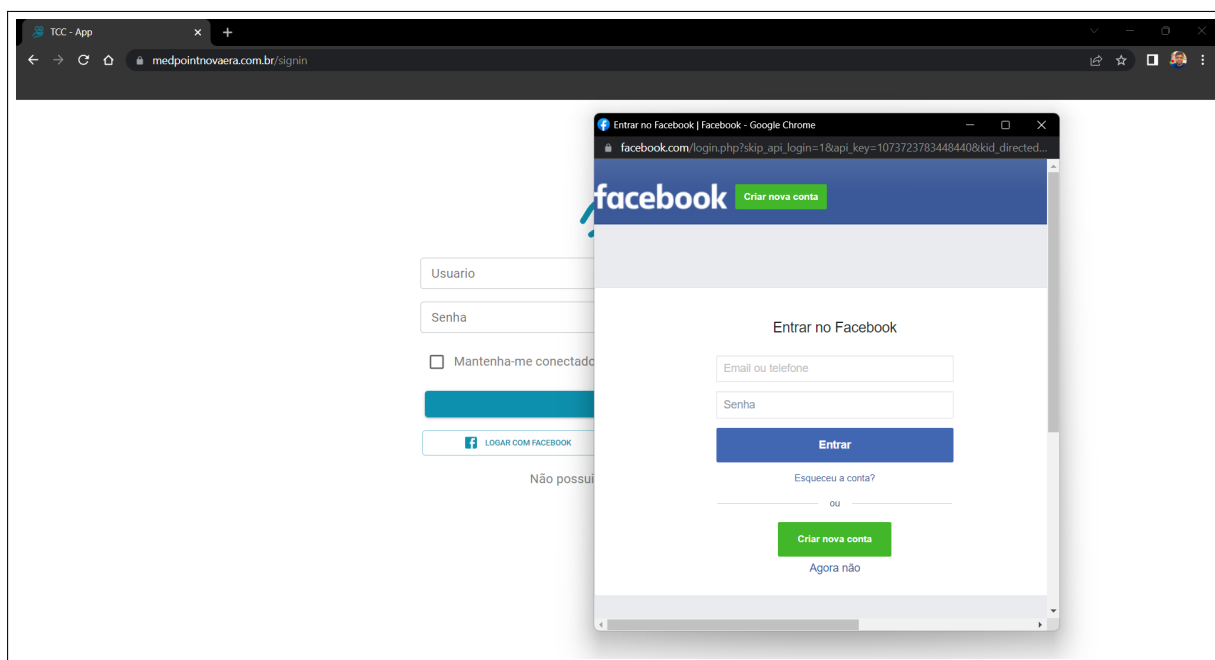 TCC - App
medpointnovaera.com.br/signin
Entrar no Facebook | Facebook - Google Chrome
facebook.com/login.php?skip_api_login=1&api_key=1073723783448440&kid_directed...
facebook Criar nova conta
Usuario
Senha
Mantenha-me conectado
LOGAR COM FACEBOOK
Não possui
Entrar no Facebook
Email ou telefone
Senha
Entrar
Esqueceu a conta?
ou
Criar nova conta
Agora não